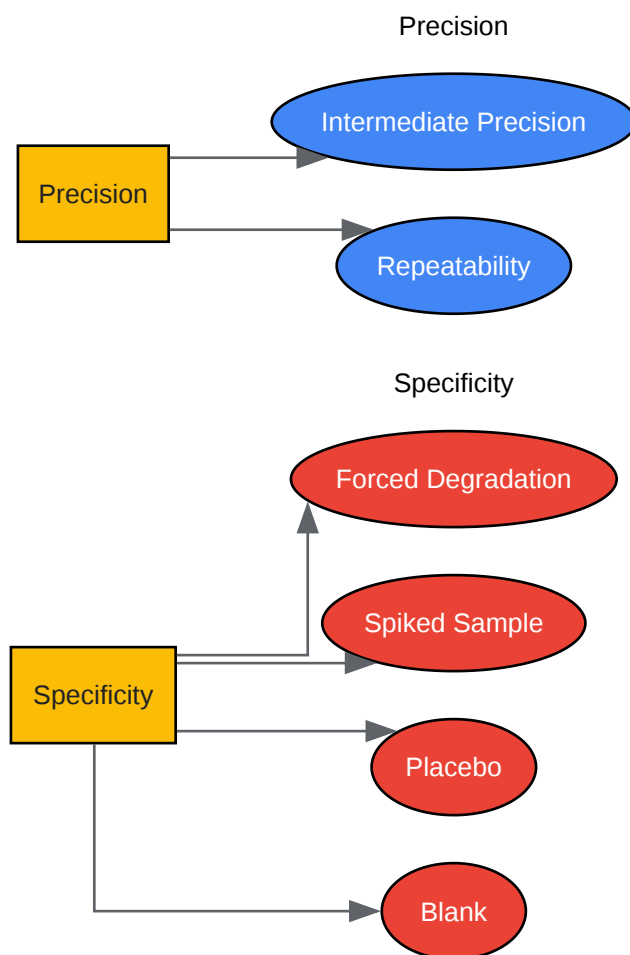 Precision
Intermediate Precision
Precision
Repeatability
Specificity
Forced Degradation
Spiked Sample
Specificity
Placebo
Blank